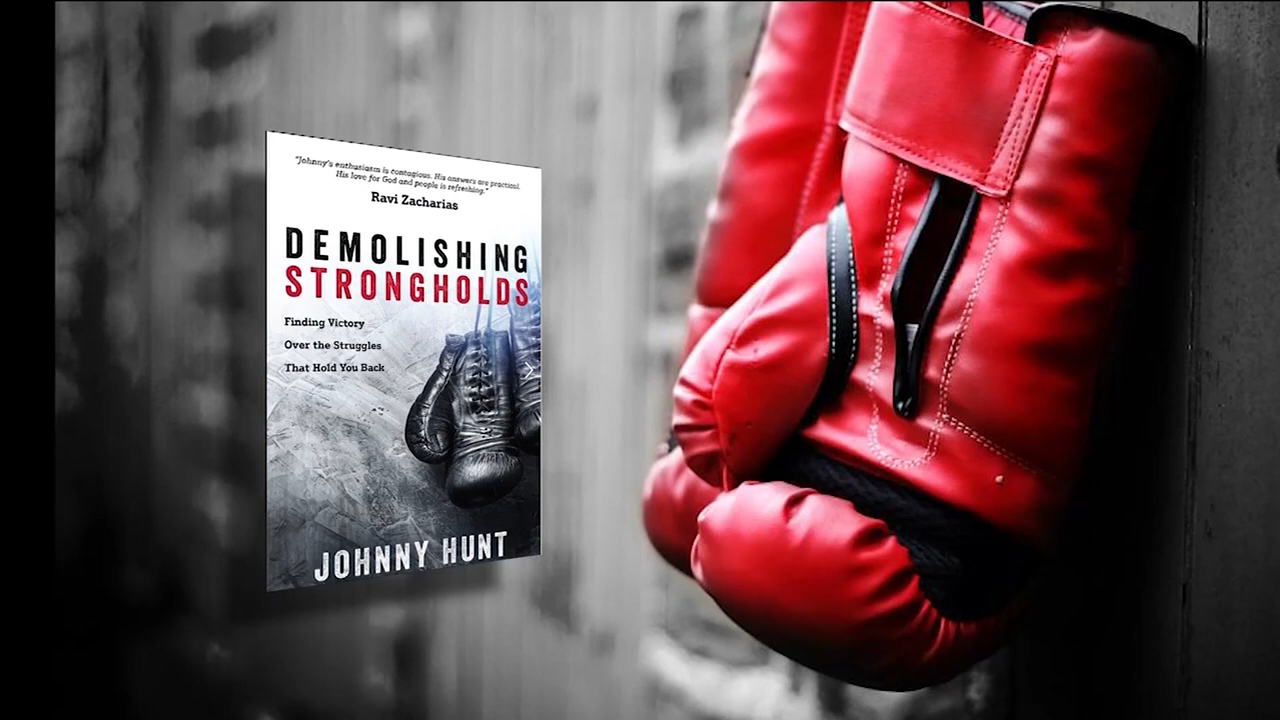 "Johnny's enthusiasm is contagious. His answers are practical.
His love for God and people is refreshing."
Ravi Zacharias
DEMOLISHING
STRONGHOLDS
Finding Victory
Over the Struggles
That Hold You Back
JOHNNY HUNT